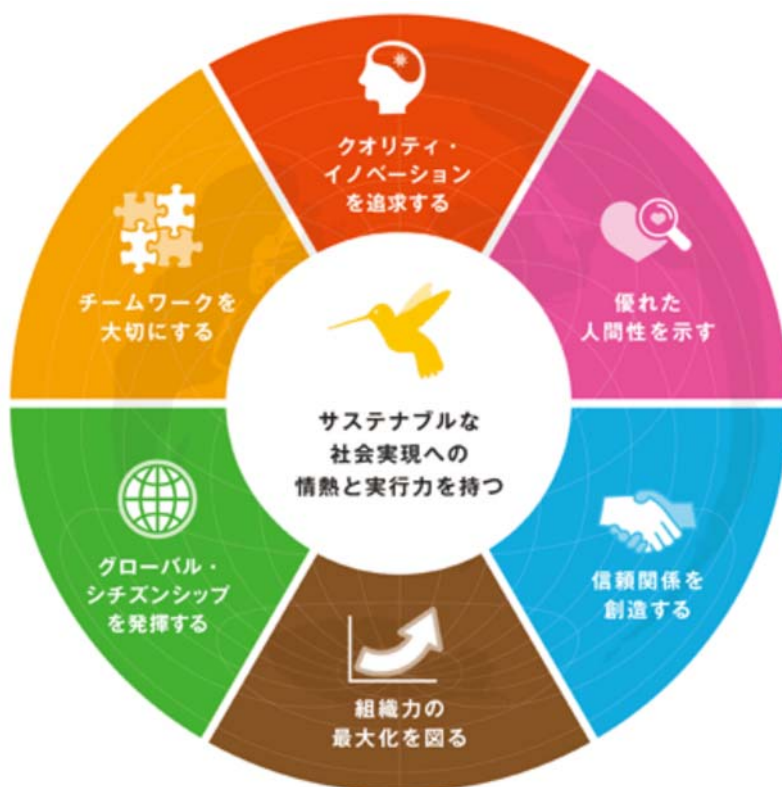 クオリティ・
イノベーション
を追求する
優れた
人間性を示す
信頼関係を
創造する
組織力の
最大化を図る
グローバル・
シチズンシップ
を発揮する
チームワークを
大切にする
サステナブルな
社会実現への
情熱と実行力を持つ